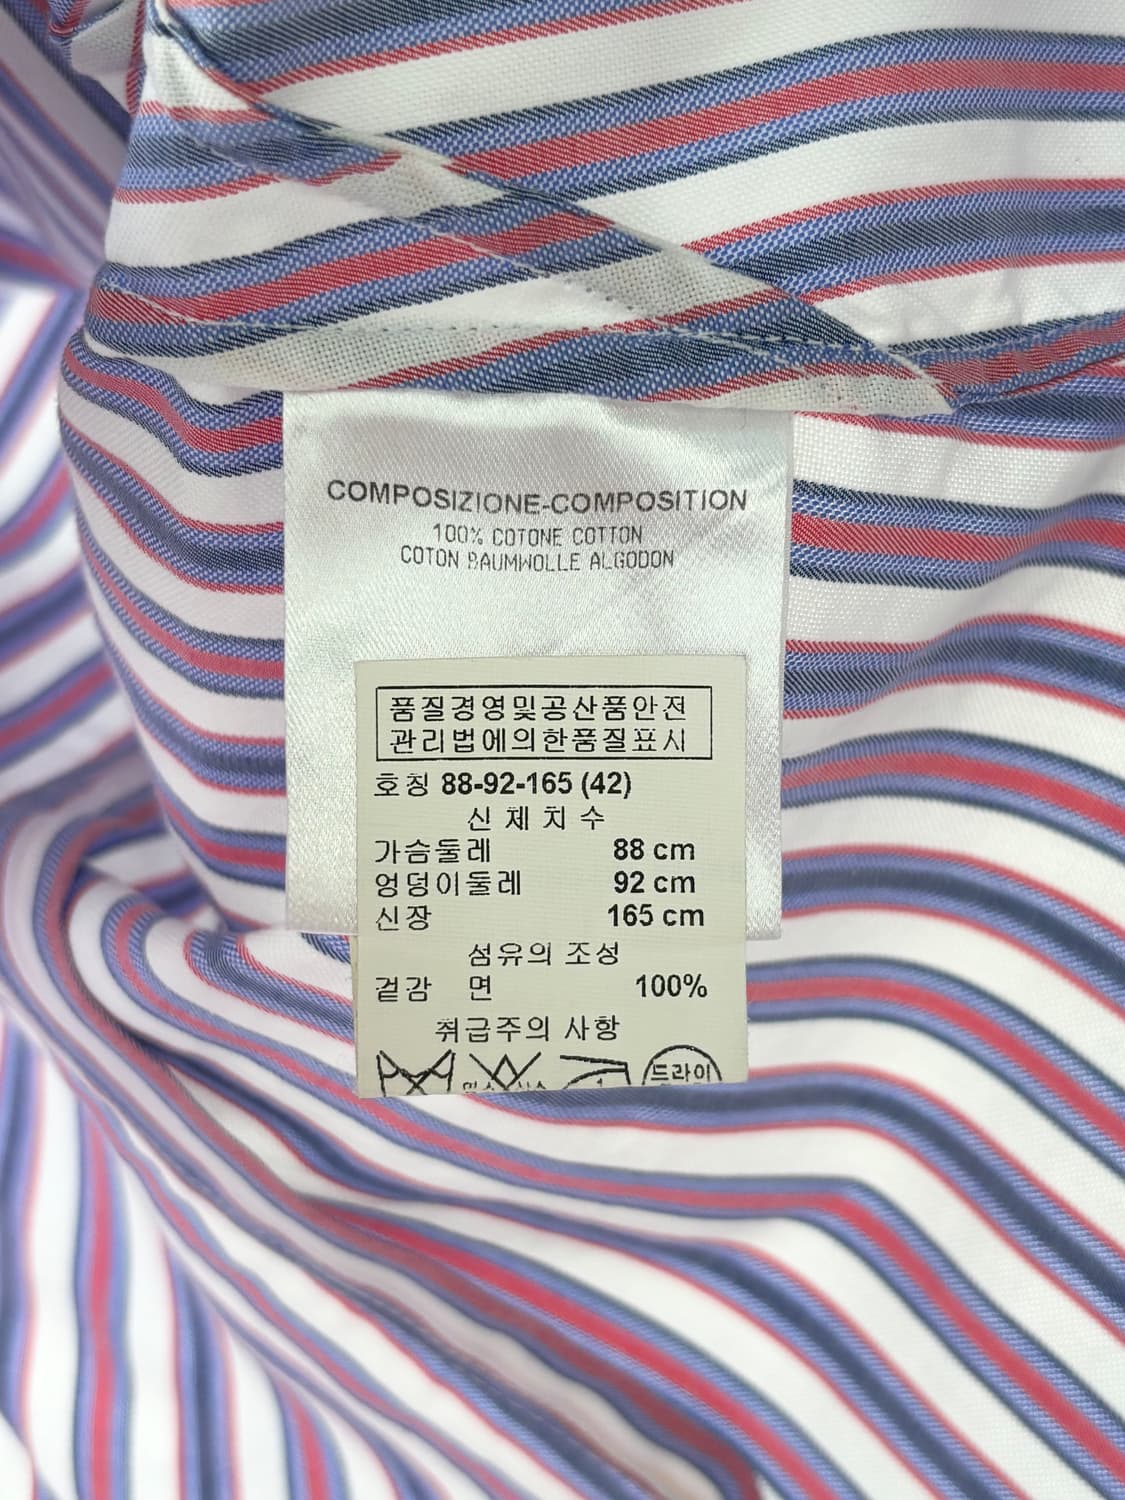 COMPOSIZIONE-COMPOSITION
100% COTONE COTTON
COTON BAUMWOLLE ALGODON
품질경영및공산품안전
관리법에의한품질표시
호칭 88-92-165 (42)
신체치수
가슴둘레 88 cm
엉덩이둘레 92 cm
신장 165 cm
섬유의 조성
겉감 면 100%
취급주의 사항
드라이